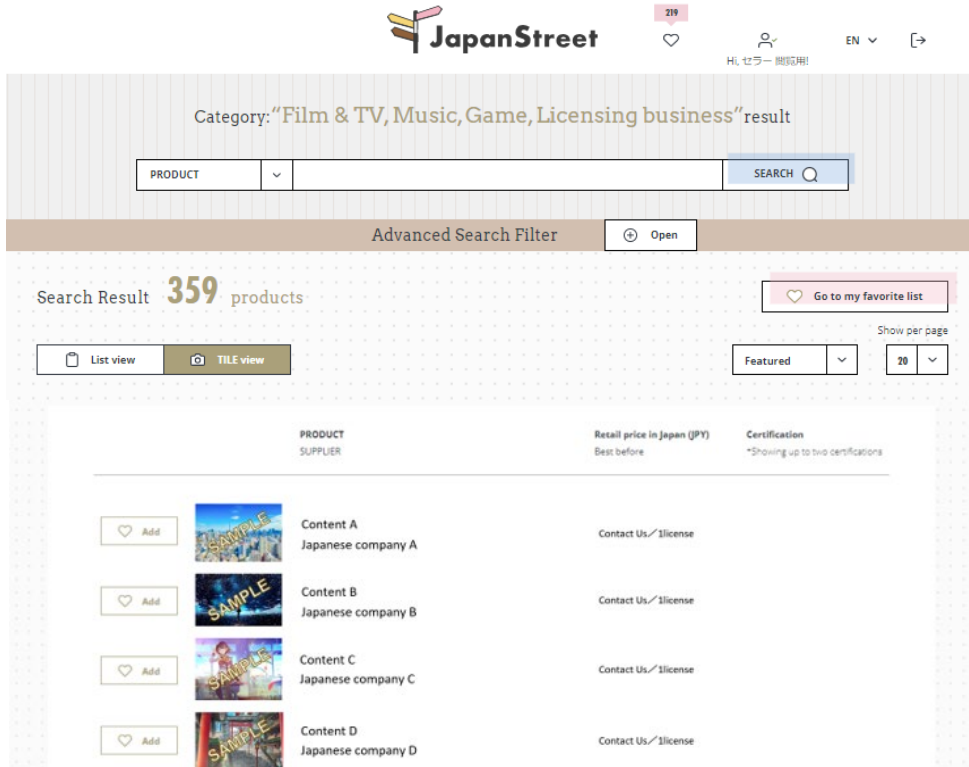 219
JapanStreet
EN
Hi, セラー 閲覧用!
Category:"Film & TV, Music, Game, Licensing business"result
PRODUCT
SEARCH
Advanced Search Filter
Open
Search Result 359 products
Go to my favorite list
Show per page
List view
TILE view
Featured
20
PRODUCT
SUPPLIER
Retail price in Japan (JPY)
Best before
Certification
*Showing up to two certifications
Add
SAMPLE
Content A
Japanese company A
Contact Us／1license
Add
SAMPLE
Content B
Japanese company B
Contact Us／1license
Add
SAMPLE
Content C
Japanese company C
Contact Us／1license
Add
SAMPLE
Content D
Japanese company D
Contact Us／1license